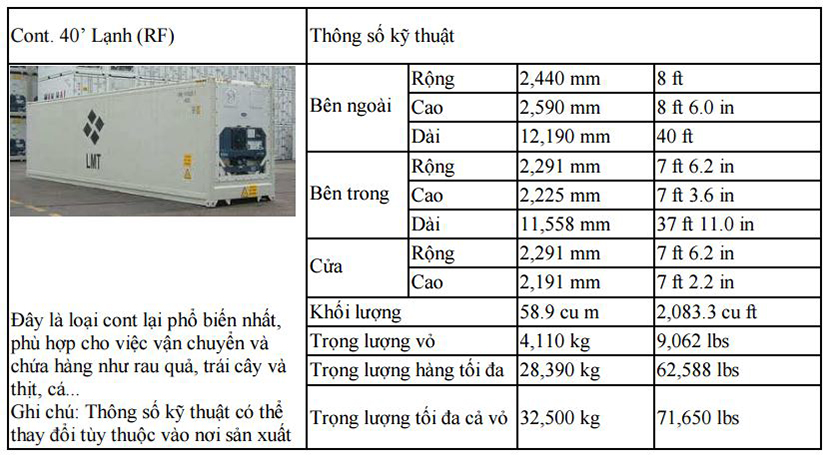 Cont. 40’ Lạnh (RF)
Thông số kỹ thuật
LMT
Đây là loại cont lại phổ biến nhất,
phù hợp cho việc vận chuyển và
chứa hàng như rau quả, trái cây và
thịt, cá...
Ghi chú: Thông số kỹ thuật có thể
thay đổi tùy thuộc vào nơi sản xuất
Bên ngoài
Rộng 2,440 mm 8 ft
Cao 2,590 mm 8 ft 6.0 in
Dài 12,190 mm 40 ft
Bên trong
Rộng 2,291 mm 7 ft 6.2 in
Cao 2,225 mm 7 ft 3.6 in
Dài 11,558 mm 37 ft 11.0 in
Cửa
Rộng 2,291 mm 7 ft 6.2 in
Cao 2,191 mm 7 ft 2.2 in
Khối lượng 58.9 cu m 2,083.3 cu ft
Trọng lượng vỏ 4,110 kg 9,062 lbs
Trọng lượng hàng tối đa 28,390 kg 62,588 lbs
Trọng lượng tối đa cả vỏ 32,500 kg 71,650 lbs